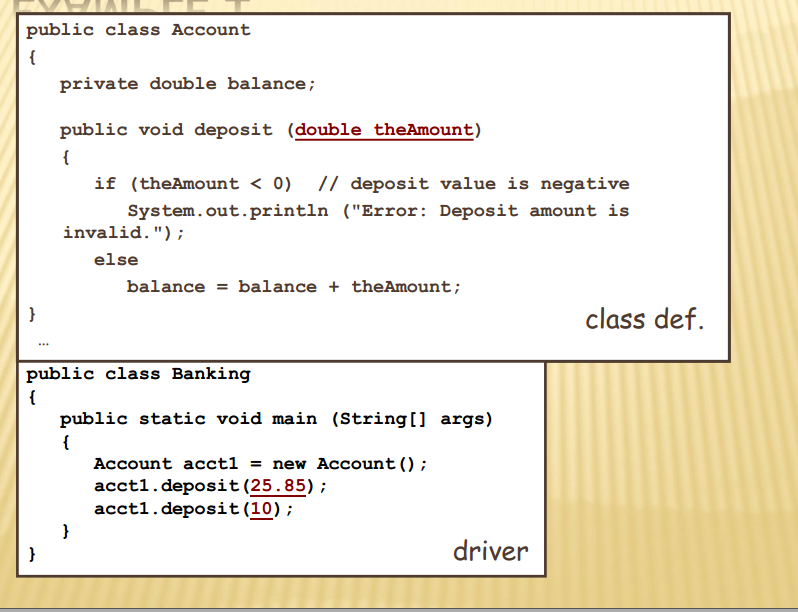 EXAMPLE 1
public class Account
{
private double balance;
public void deposit (double theAmount)
{
if (theAmount < 0)  // deposit value is negative
System.out.println ("Error: Deposit amount is
invalid.");
else
balance = balance + theAmount;
}
class def.
…
public class Banking
{
public static void main (String[] args)
{
Account acct1 = new Account();
acct1.deposit(25.85);
acct1.deposit(10);
}
}
driver